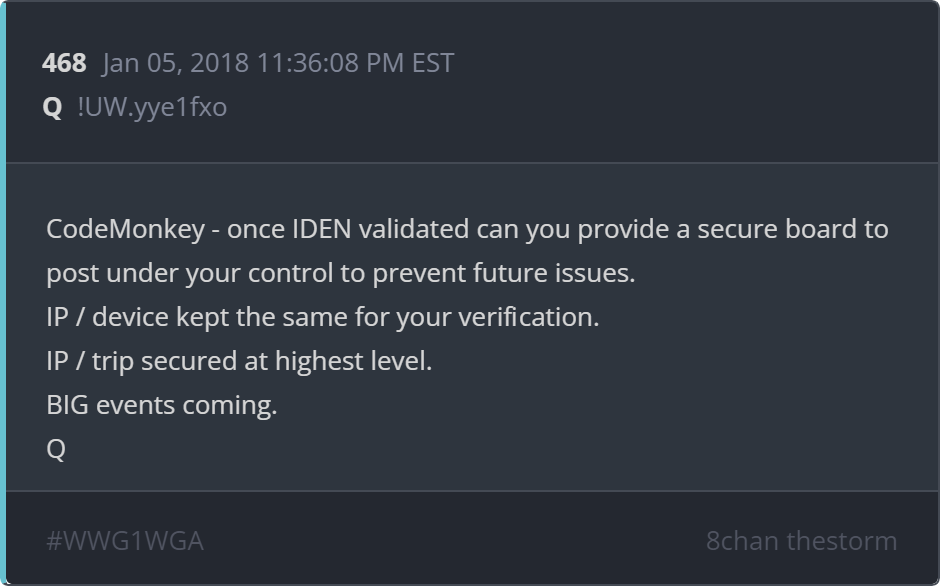 468 Jan 05, 2018 11:36:08 PM EST
Q !UW.yye1fxo
CodeMonkey - once IDEN validated can you provide a secure board to
post under your control to prevent future issues.
IP / device kept the same for your verification.
IP / trip secured at highest level.
BIG events coming.
Q
#WWG1WGA 8chan thestorm